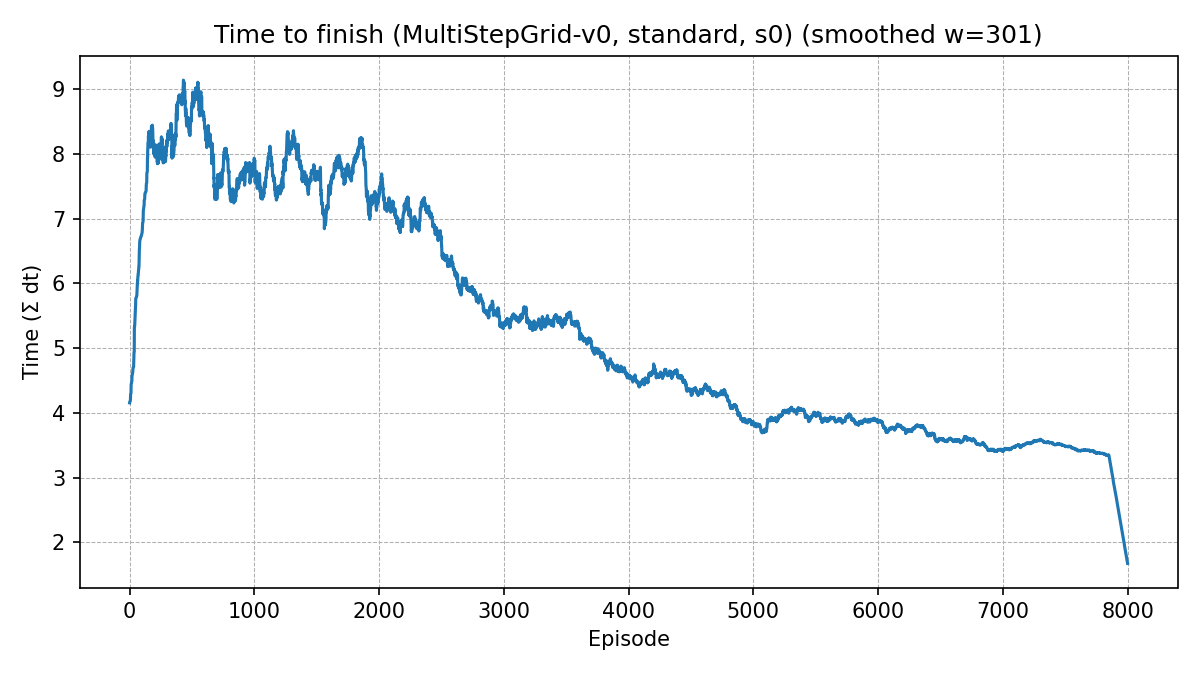 Time to finish (MultiStepGrid-v0, standard, s0) (smoothed w=301)
9
8
7
6
5
4
3
2
Time (Σ dt)
0 1000 2000 3000 4000 5000 6000 7000 8000
Episode